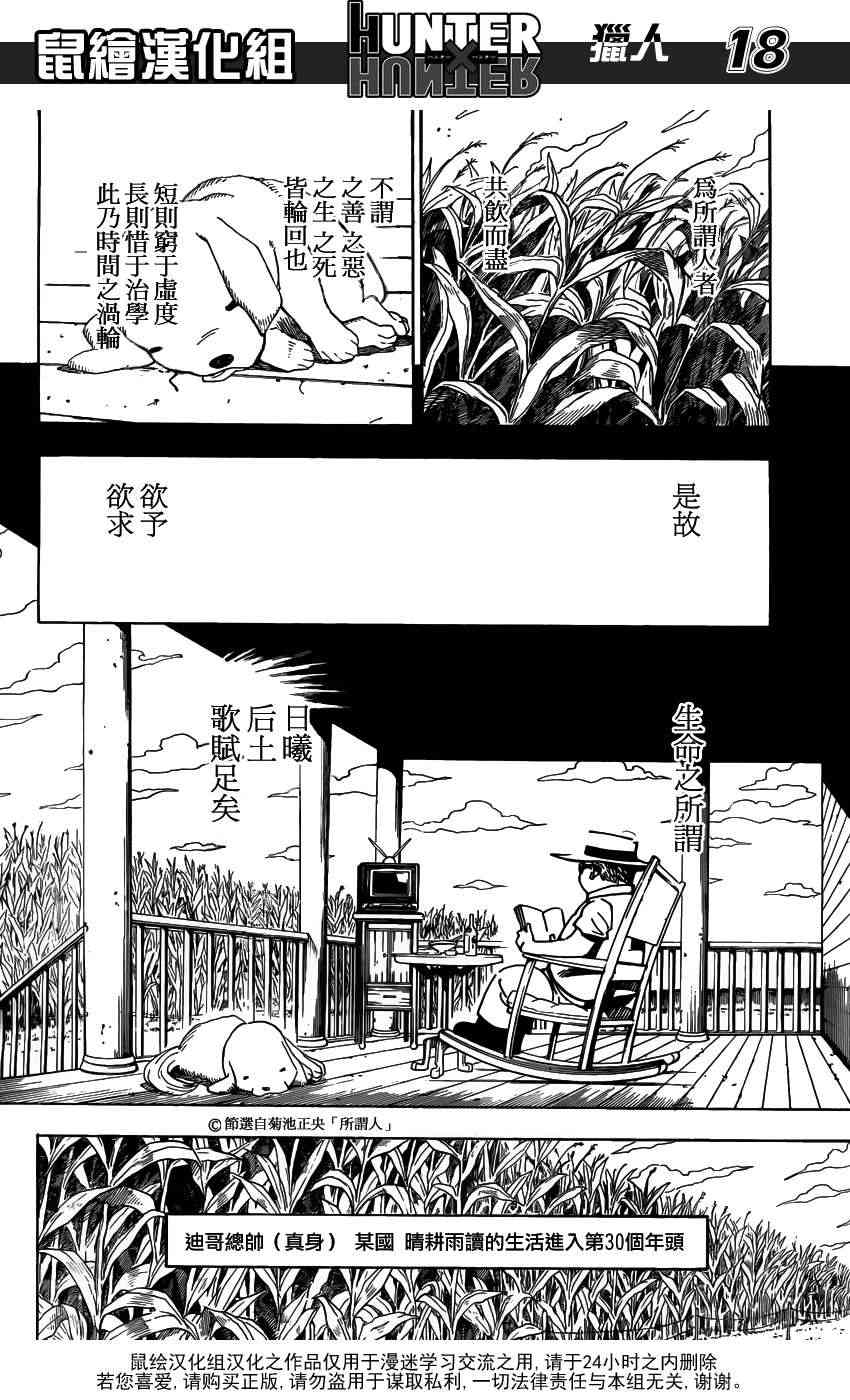 鼠繪漢化組
HUNTER
×
HUNTER
獵人
18
為所謂人者
共飲而盡
不謂
之善之惡
之生之死
皆輪回也
短則窮于虛度
長則惜于治學
此乃時間之渦輪
是故
欲予
欲求
生命之所謂
日曦
后土
歌賦足矣
©節選自菊池正央「所謂人」
迪哥總帥（真身） 某國 晴耕雨讀的生活進入第30個年頭
鼠绘汉化组汉化之作品仅用于漫迷学习交流之用, 请于24小时之内删除
若您喜爱, 请购买正版, 请勿盗用于谋取私利, 一切法律责任与本组无关, 谢谢.